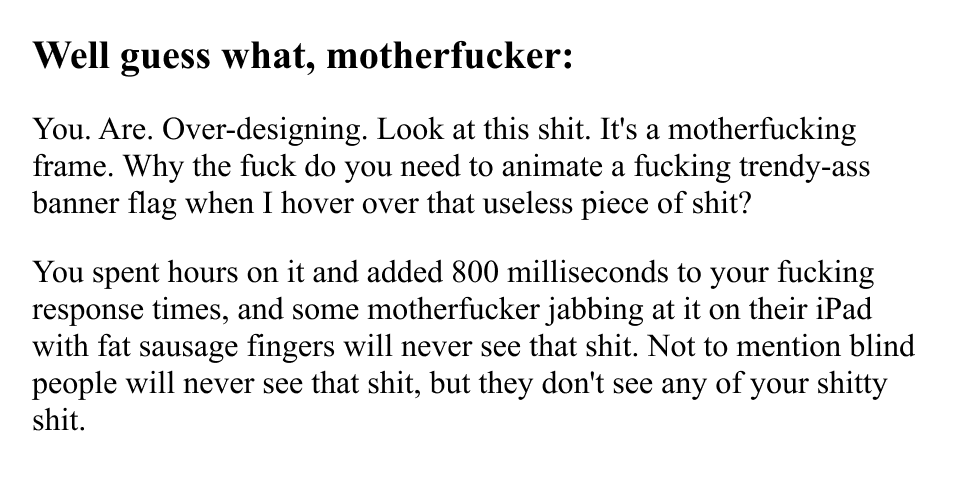 Well guess what, motherfucker:
You. Are. Over-designing. Look at this shit. It's a motherfucking
frame. Why the fuck do you need to animate a fucking trendy-ass
banner flag when I hover over that useless piece of shit?
You spent hours on it and added 800 milliseconds to your fucking
response times, and some motherfucker jabbing at it on their iPad
with fat sausage fingers will never see that shit. Not to mention blind
people will never see that shit, but they don't see any of your shitty
shit.